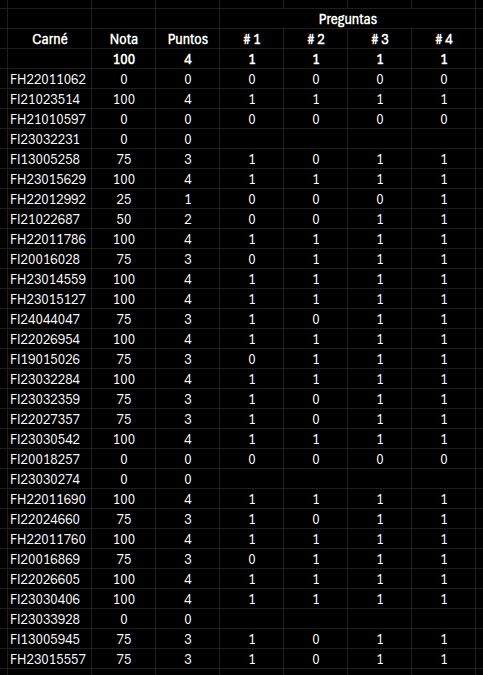 Preguntas
Carné Nota Puntos # 1 # 2 # 3 # 4
100 4 1 1 1 1
FH22011062 0 0 0 0 0 0
FI21023514 100 4 1 1 1 1
FH21010597 0 0 0 0 0 0
FI23032231 0 0
FI13005258 75 3 1 0 1 1
FH23015629 100 4 1 1 1 1
FH22012992 25 1 0 0 0 1
FI21022687 50 2 0 0 1 1
FH22011786 100 4 1 1 1 1
FI20016028 75 3 0 1 1 1
FH23014559 100 4 1 1 1 1
FH23015127 100 4 1 1 1 1
FI24044047 75 3 1 0 1 1
FI22026954 100 4 1 1 1 1
FI19015026 75 3 0 1 1 1
FI23032284 100 4 1 1 1 1
FI23032359 75 3 1 0 1 1
FI22027357 75 3 1 0 1 1
FI23030542 100 4 1 1 1 1
FI20018257 0 0 0 0 0 0
FI23030274 0 0
FH22011690 100 4 1 1 1 1
FI22024660 75 3 1 0 1 1
FH22011760 100 4 1 1 1 1
FI20016869 75 3 0 1 1 1
FI22026605 100 4 1 1 1 1
FI23030406 100 4 1 1 1 1
FI23033928 0 0
FI13005945 75 3 1 0 1 1
FH23015557 75 3 1 0 1 1